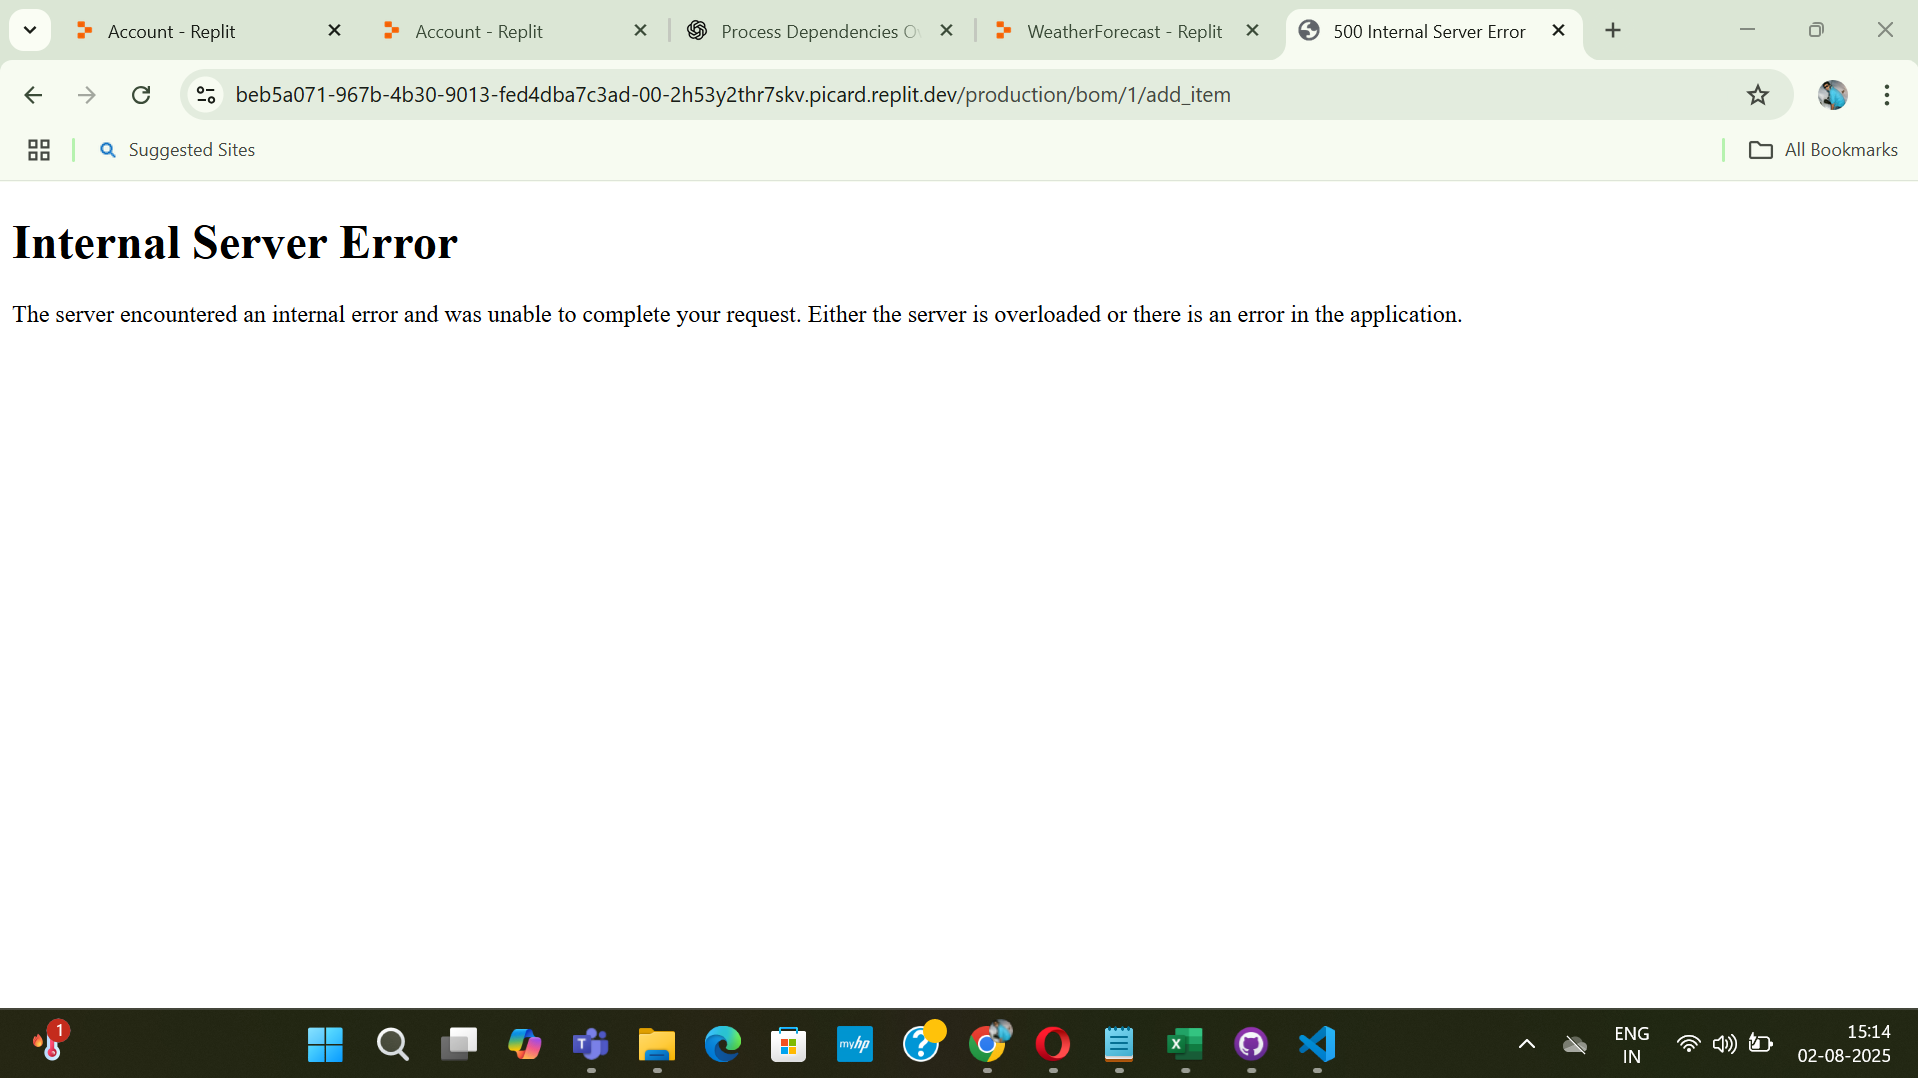 Account - Replit
Account - Replit
Process Dependencies O
WeatherForecast - Replit
500 Internal Server Error
beb5a071-967b-4b30-9013-fed4dba7c3ad-00-2h53y2thr7skv.picard.replit.dev/production/bom/1/add_item
Suggested Sites
All Bookmarks
Internal Server Error
The server encountered an internal error and was unable to complete your request. Either the server is overloaded or there is an error in the application.
1
myhp
ENG
IN
15:14
02-08-2025